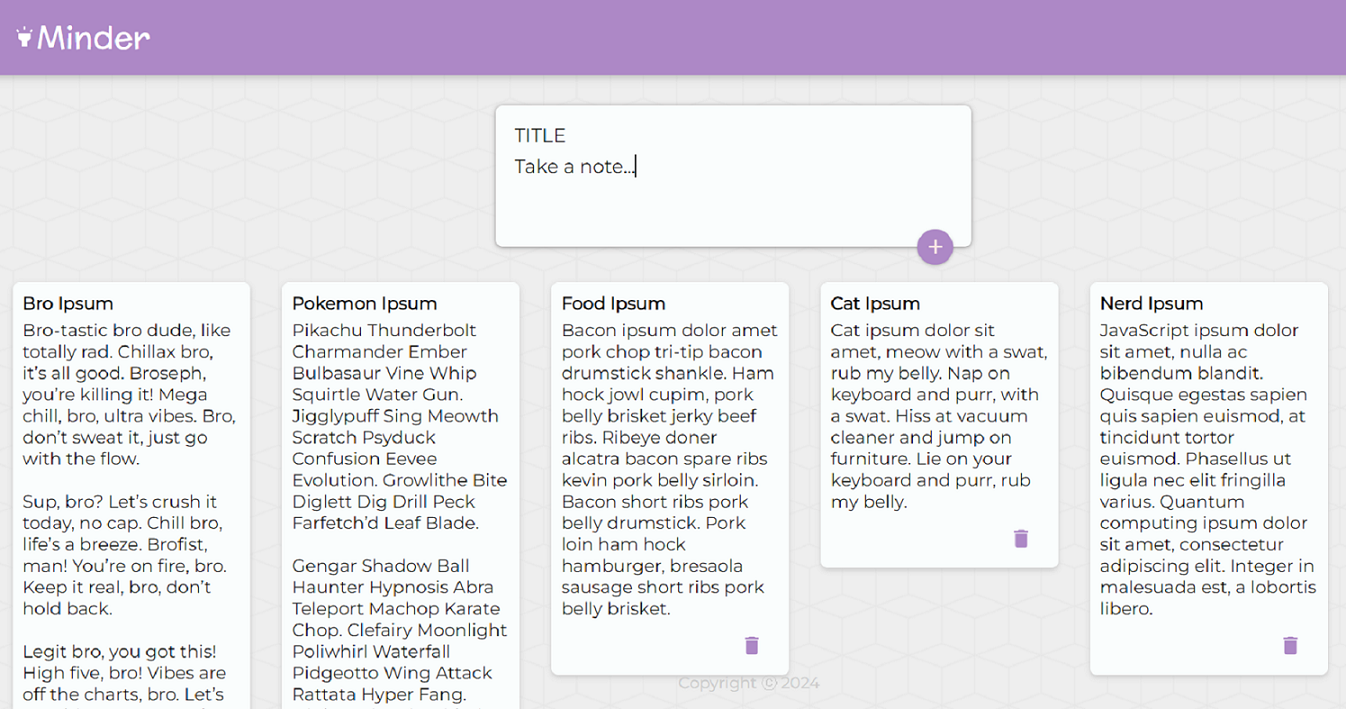 Minder
TITLE
Take a note...
Bro Ipsum
Bro-tastic bro dude, like
totally rad. Chillax bro,
it’s all good. Broseph,
you’re killing it! Mega
chill, bro, ultra vibes. Bro,
don’t sweat it, just go
with the flow.
Sup, bro? Let’s crush it
today, no cap. Chill bro,
life’s a breeze. Brofist,
man! You’re on fire, bro.
Keep it real, bro, don’t
hold back.
Legit bro, you got this!
High five, bro! Vibes are
off the charts, bro. Let’s
Pokemon Ipsum
Pikachu Thunderbolt
Charmander Ember
Bulbasaur Vine Whip
Squirtle Water Gun.
Jigglypuff Sing Meowth
Scratch Psyduck
Confusion Eevee
Evolution. Growlithe Bite
Diglett Dig Drill Peck
Farfetch’d Leaf Blade.
Gengar Shadow Ball
Haunter Hypnosis Abra
Teleport Machop Karate
Chop. Clefairy Moonlight
Poliwhirl Waterfall
Pidgeotto Wing Attack
Rattata Hyper Fang.
Food Ipsum
Bacon ipsum dolor amet
pork chop tri-tip bacon
drumstick shankle. Ham
hock jowl cupim, pork
belly brisket jerky beef
ribs. Ribeye doner
alcatra bacon spare ribs
kevin pork belly sirloin.
Bacon short ribs pork
belly drumstick. Pork
loin ham hock
hamburger, bresaola
sausage short ribs pork
belly brisket.
Cat Ipsum
Cat ipsum dolor sit
amet, meow with a swat,
rub my belly. Nap on
keyboard and purr, with
a swat. Hiss at vacuum
cleaner and jump on
furniture. Lie on your
keyboard and purr, rub
my belly.
Nerd Ipsum
JavaScript ipsum dolor
sit amet, nulla ac
bibendum blandit.
Quisque egestas sapien
quis sapien euismod, at
tincidunt tortor
euismod. Phasellus ut
ligula nec elit fringilla
varius. Quantum
computing ipsum dolor
sit amet, consectetur
adipiscing elit. Integer in
malesuada est, a lobortis
libero.
Copyright © 2024